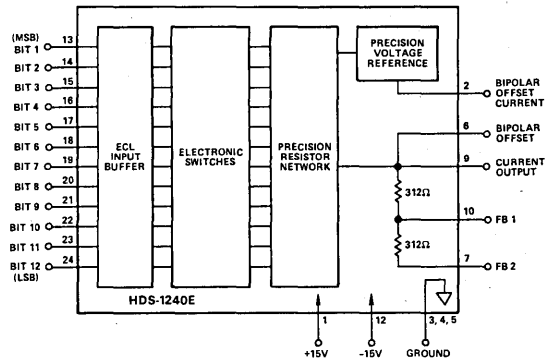 (MSB)
BIT 1 13
BIT 2 14
BIT 3 15
BIT 4 16
BIT 5 17
BIT 6 18
BIT 7 19
BIT 8 20
BIT 9 21
BIT 10 22
BIT 11 23
BIT 12 24
(LSB)
ECL
INPUT
BUFFER
ELECTRONIC
SWITCHES
PRECISION
RESISTOR
NETWORK
PRECISION
VOLTAGE
REFERENCE
2 BIPOLAR
OFFSET
CURRENT
6 BIPOLAR
OFFSET
9 CURRENT
OUTPUT
312Ω
10 FB 1
312Ω
7 FB 2
HDS-1240E
1
12
3, 4, 5
+15V
-15V
GROUND